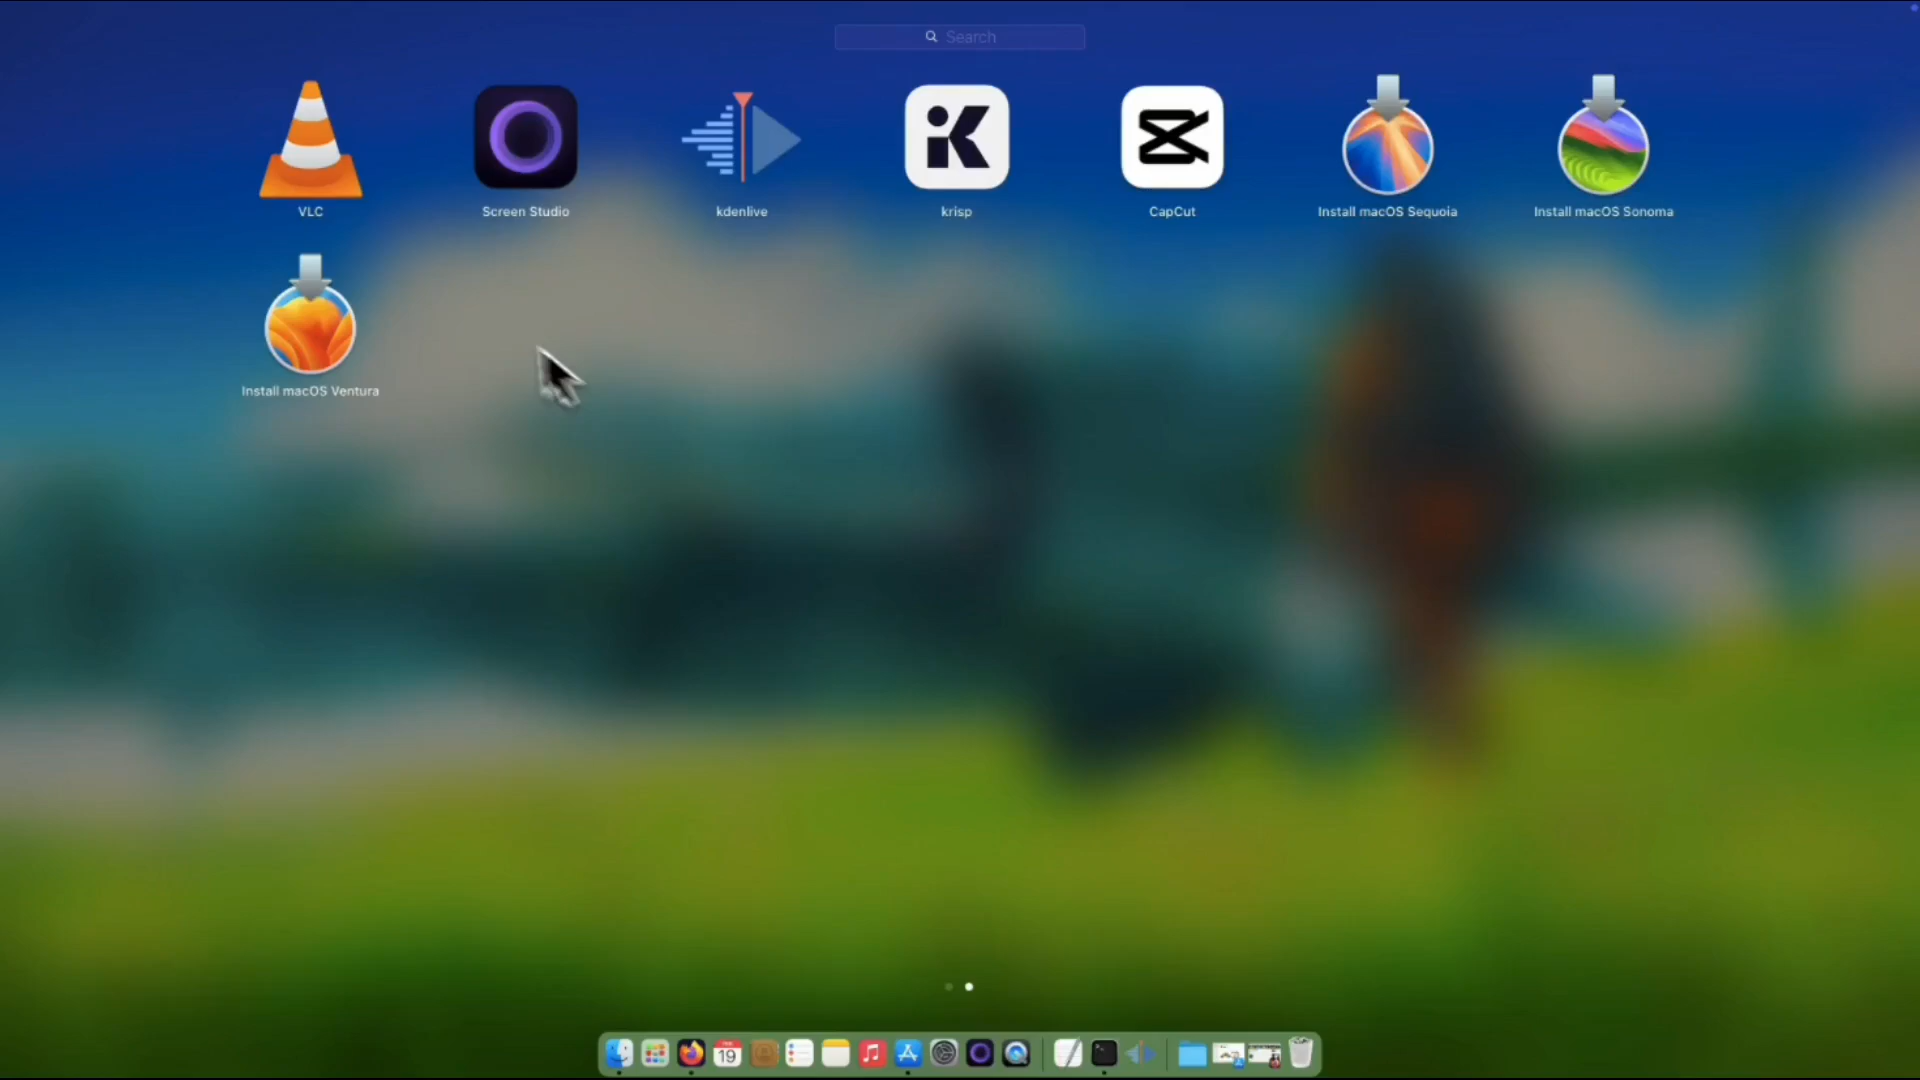 Search
VLC
Screen Studio
kdenlive
krisp
CapCut
Install macOS Sequoia
Install macOS Sonoma
Install macOS Ventura
19